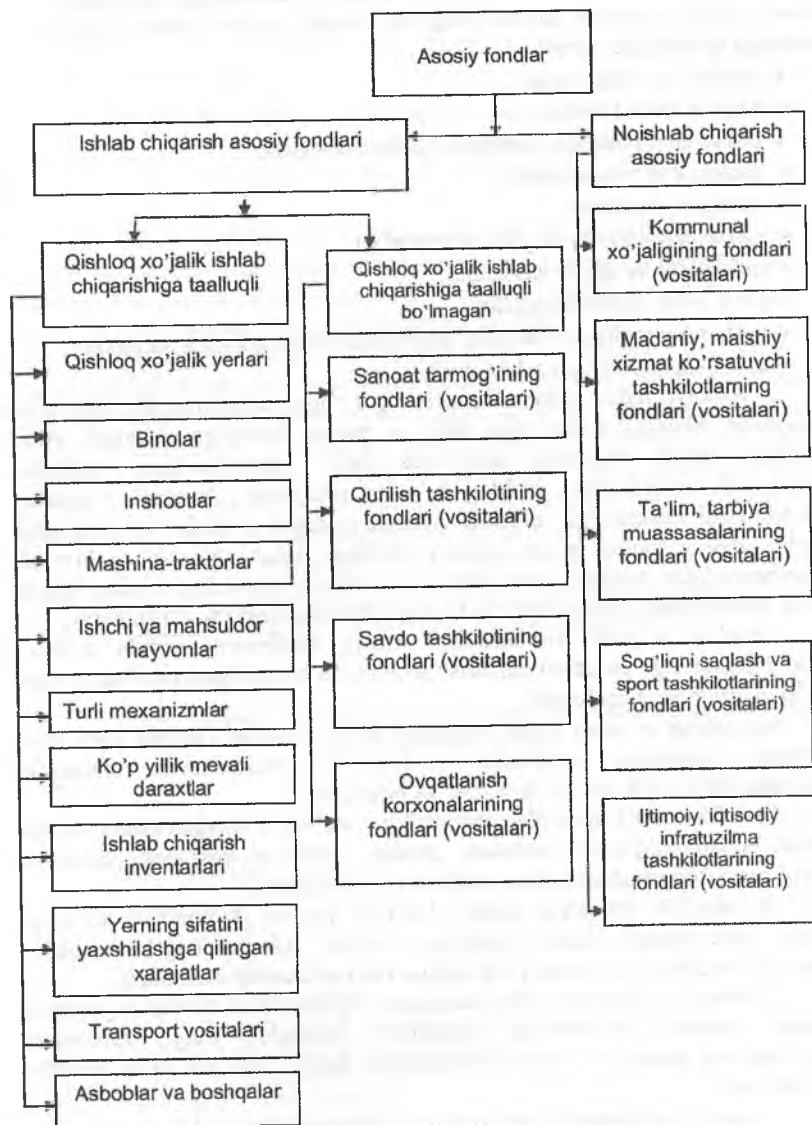 Asosiy fondlar
Ishlab chiqarish asosiy fondlari
Noishlab chiqarish
asosiy fondlari
Qishloq xo'jalik ishlab
chiqarishiga taalluqli
Qishloq xo'jalik yerlari
Binolar
Inshootlar
Mashina-traktorlar
Ishchi va mahsuldor
hayvonlar
Turli mexanizmlar
Ko'p yillik mevali
daraxtlar
Ishlab chiqarish
inventarlari
Yerning sifatini
yaxshilashga qilingan
xarajatlar
Transport vositalari
Asboblar va boshqalar
Qishloq xo'jalik ishlab
chiqarishiga taalluqli
bo'lmagan
Sanoat tarmog'ining
fondlari (vositalari)
Qurilish tashkilotining
fondlari (vositalari)
Savdo tashkilotining
fondlari (vositalari)
Ovqatlanish
korxonalarining
fondlari (vositalari)
Kommunal
xo'jaligining fondlari
(vositalari)
Madaniy, maishiy
xizmat ko'rsatuvchi
tashkilotlarning
fondlari (vositalari)
Ta'lim, tarbiya
muassasalarining
fondlari (vositalari)
Sog'liqni saqlash va
sport tashkilotlarining
fondlari (vositalari)
Ijtimoiy, iqtisodiy
infratuzilma
tashkilotlarining
fondlari (vositalari)